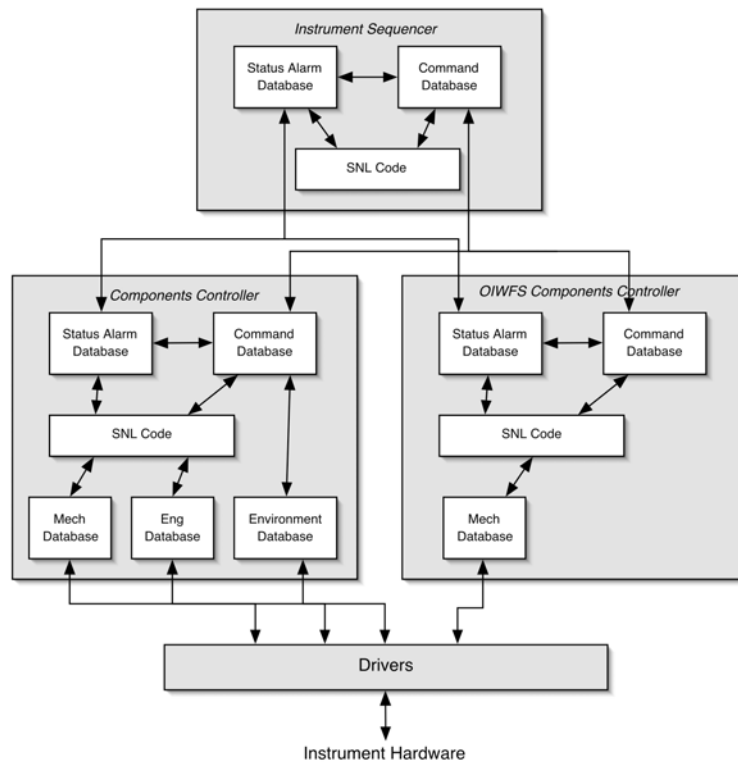 Instrument Sequencer
Status Alarm
Database
Command
Database
SNL Code
Components Controller
Status Alarm
Database
Command
Database
SNL Code
Mech
Database
Eng
Database
Environment
Database
OIWFS Components Controller
Status Alarm
Database
Command
Database
SNL Code
Mech
Database
Drivers
Instrument Hardware